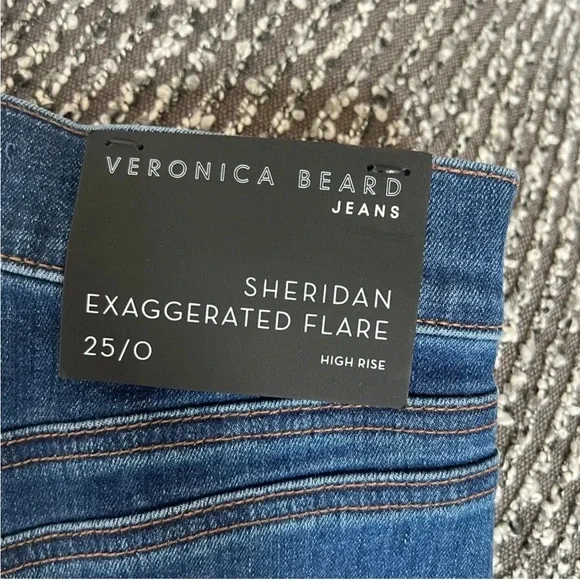 VERONICA BEARD
JEANS
SHERIDAN
EXAGGERATED FLARE
25/0
HIGH RISE